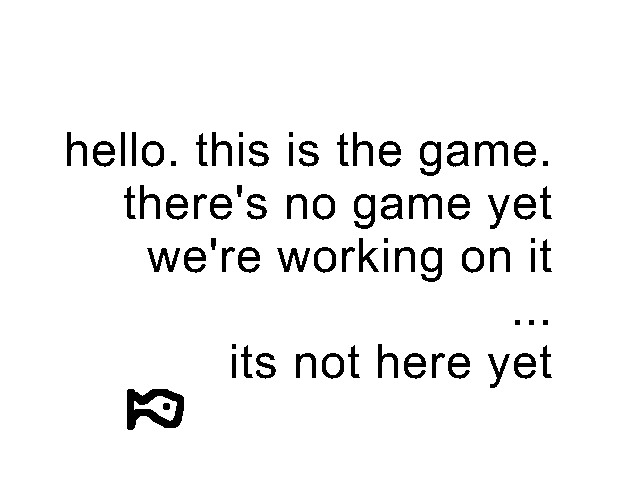 hello. this is the game.
there's no game yet
we're working on it
...
its not here yet